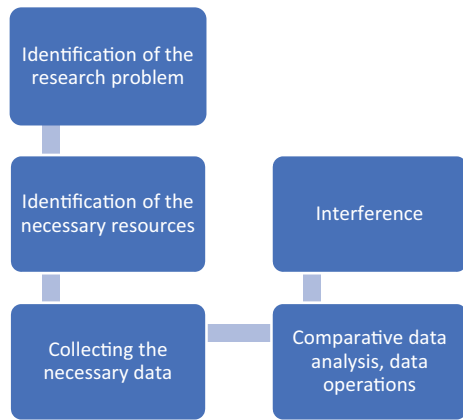 Identification of the
research problem
Identification of the
necessary resources
Collecting the
necessary data
Comparative data
analysis, data
operations
Interference